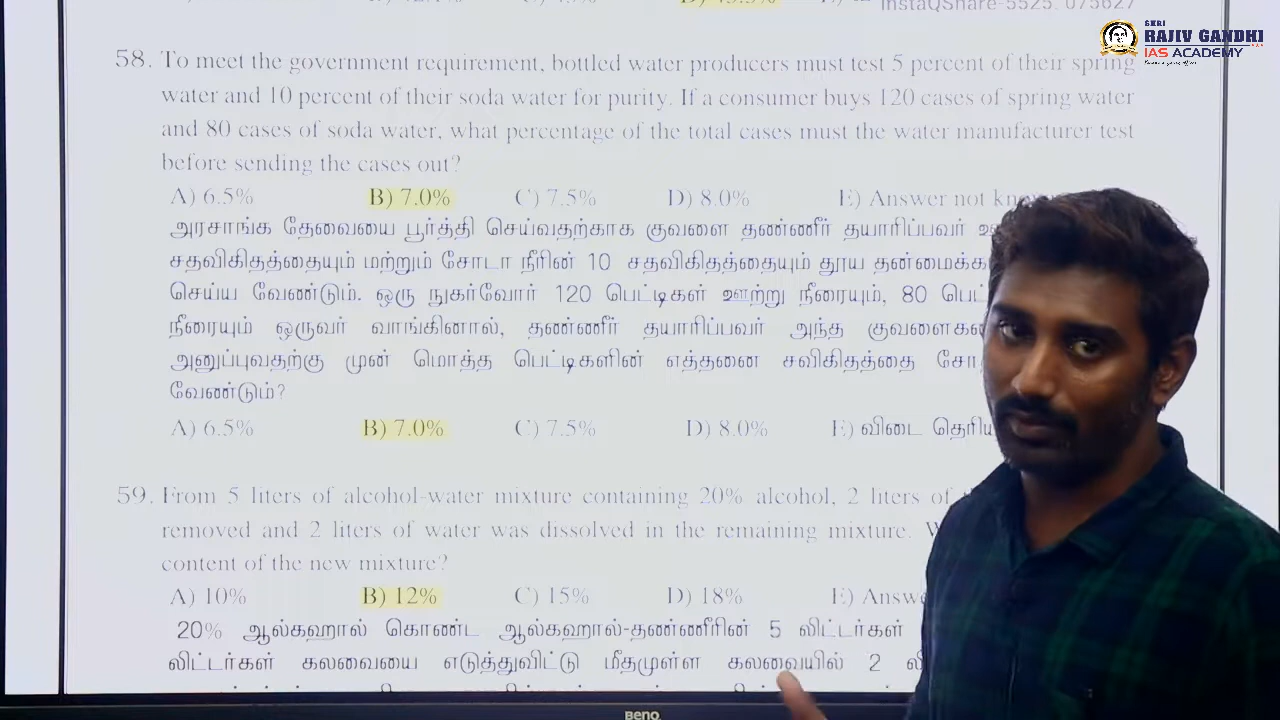 D) 43.3%
InstaQShare-5525, 075627
SHRI
RAJIV GANDHI
IAS ACADEMY
58. To meet the government reqirement, bottled water producers must test 5 percent of their spring
water and 10 percent of their soda water for purity. If a consumer buys 120 cases of spring water
and 80 cases of soda water, what percentage of the total cases must the water manufacturer test
before sending the cases out?
A) 6.5% B) 7.0% C) 7.5% D) 8.0% E) Answer not
அரசாங்க தேவையை பூர்த்தி செய்வதற்காக குவளை தண்ணீர் தயாரிப்பவர்
சதவிகிதத்தையும் மற்றும் சோடா நீரின் 10 சதவிகிதத்தையும் தூய
செய்ய வேண்டும். ஒரு நுகர்வோர் 120 பெட்டிகள் ஊற்று நீரையும், 80
நீரையும் ஒருவர் வாங்கினால், தண்ணீர் தயாரிப்பவர் அந்த
அனுப்புவதற்கு முன் மொத்த பெட்டிகளின் எத்தனை சவிகிதத்தை
வேண்டும்?
A) 6.5% B) 7.0% C) 7.5% D) 8.0% E) விடை
59. From 5 liters of alcohol-water mixture containing 20% alcohol, 2 liters of
removed and 2 liters of water was dissolved in the remaining mixture.
content of the new mixture?
A) 10% B) 12% C) 15% D) 18% E)
20% ஆல்கஹால் கொண்ட ஆல்கஹால்-தண்ணீரின் 5 லிட்டர்கள்
லிட்டர்கள் கலவையை எடுத்துவிட்டு மீதமுள்ள கலவையில் 2
BenQ